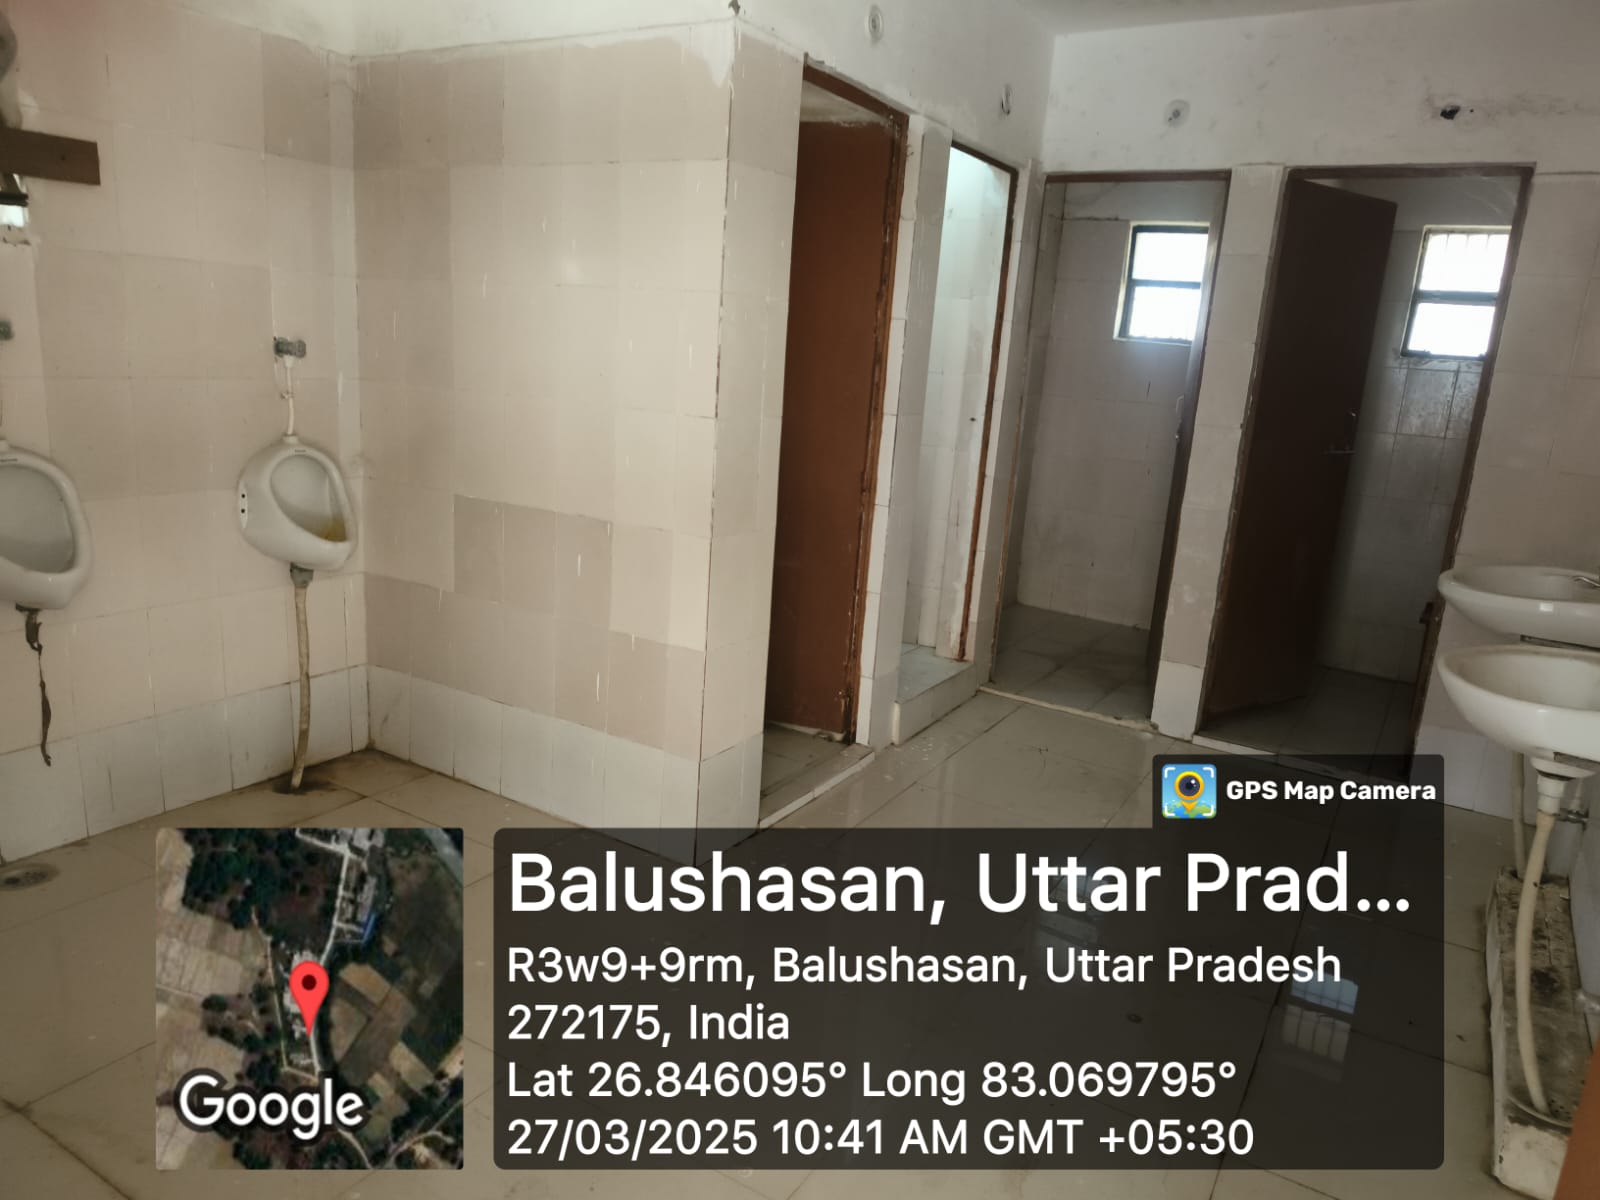 GPS Map Camera
Balushasan, Uttar Prad...
R3w9+9rm, Balushasan, Uttar Pradesh
272175, India
Lat 26.846095° Long 83.069795°
27/03/2025 10:41 AM GMT +05:30
Google